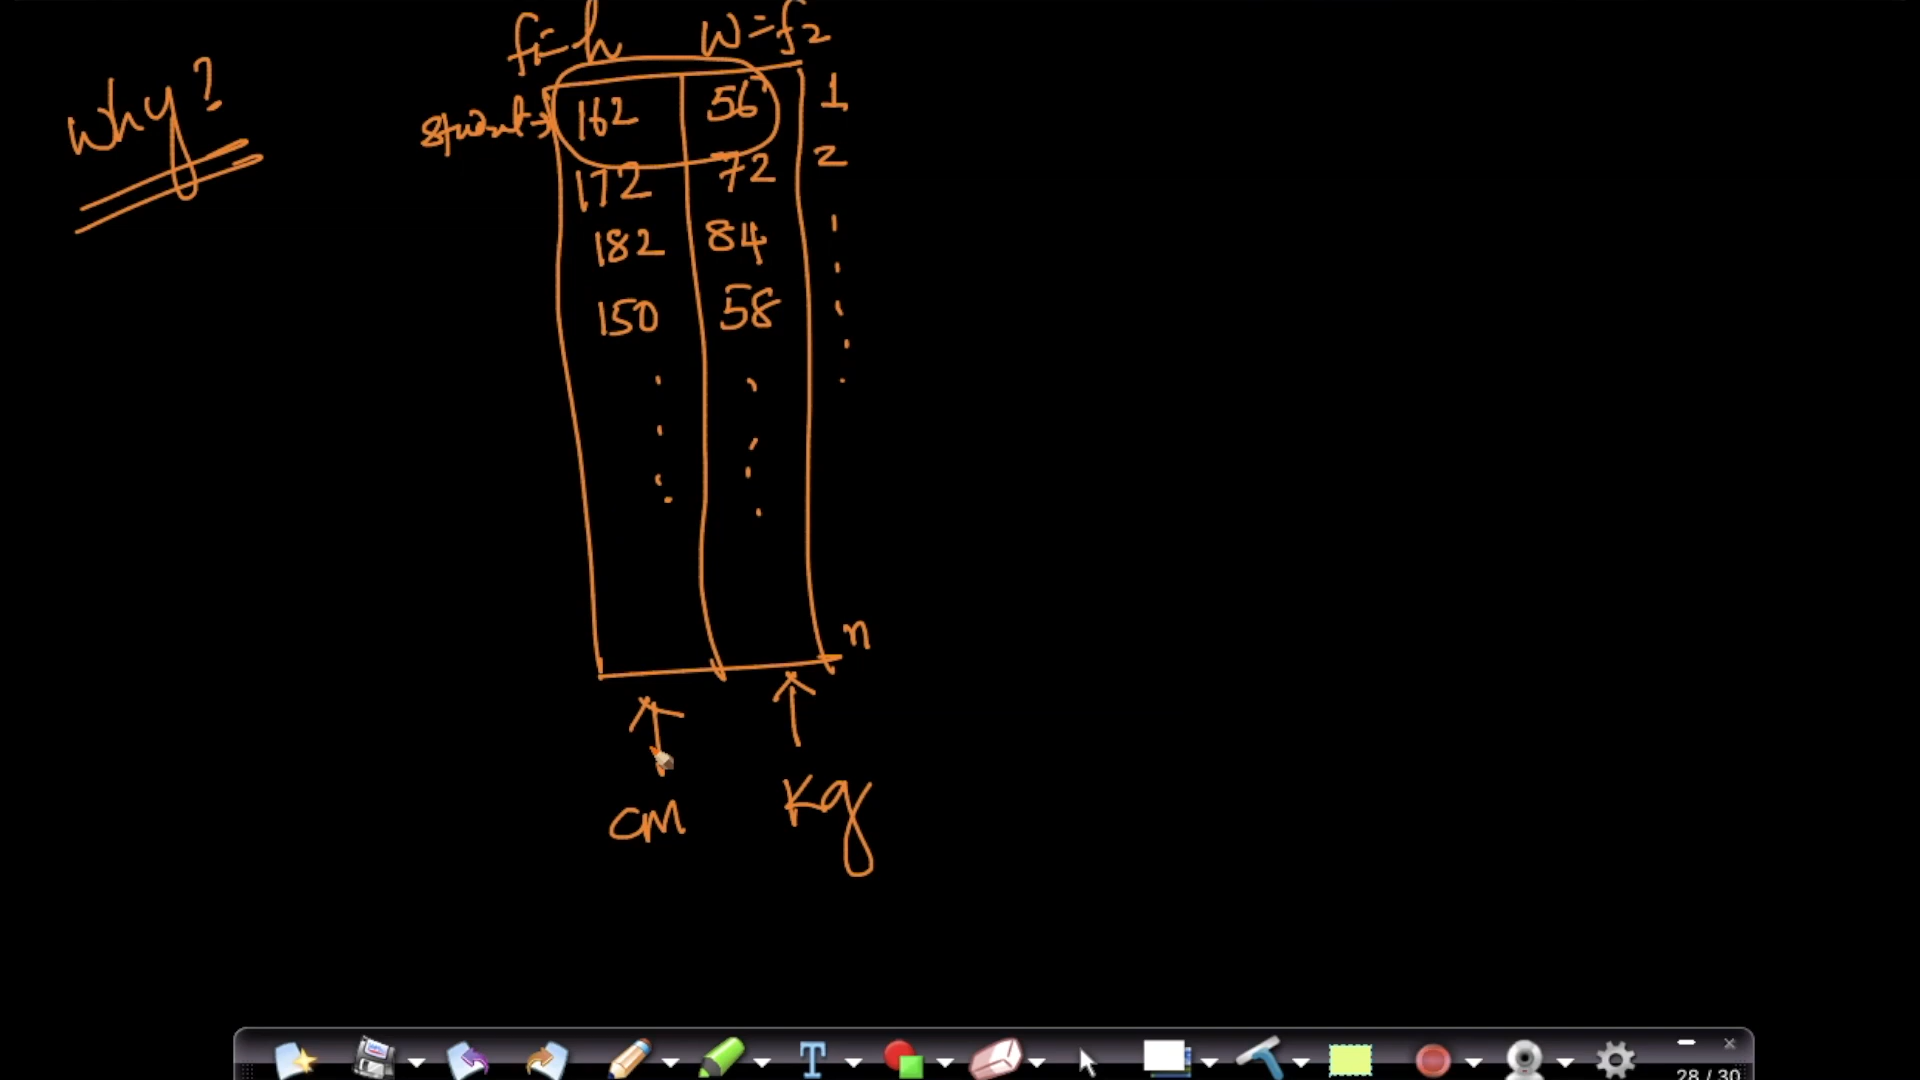 f1=h W=f2
Why?
student→ 162 56 1
172 72 2
182 84
150 58
n
cm kg
T
28 / 30